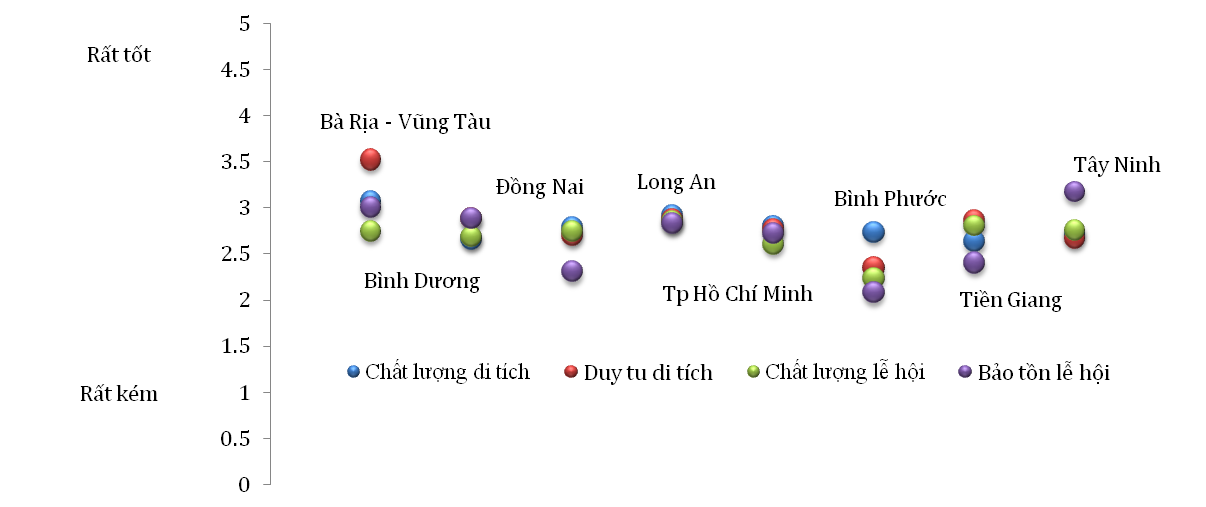 5
Rất tốt
4.5
4
Bà Rịa - Vũng Tàu
3.5
Tây Ninh
Đồng Nai
Long An
Bình Phước
3
2.5
Bình Dương
Tp Hồ Chí Minh
Tiền Giang
2
1.5
Chất lượng di tích
Duy tu di tích
Chất lượng lễ hội
Bảo tồn lễ hội
Rất kém
1
0.5
0